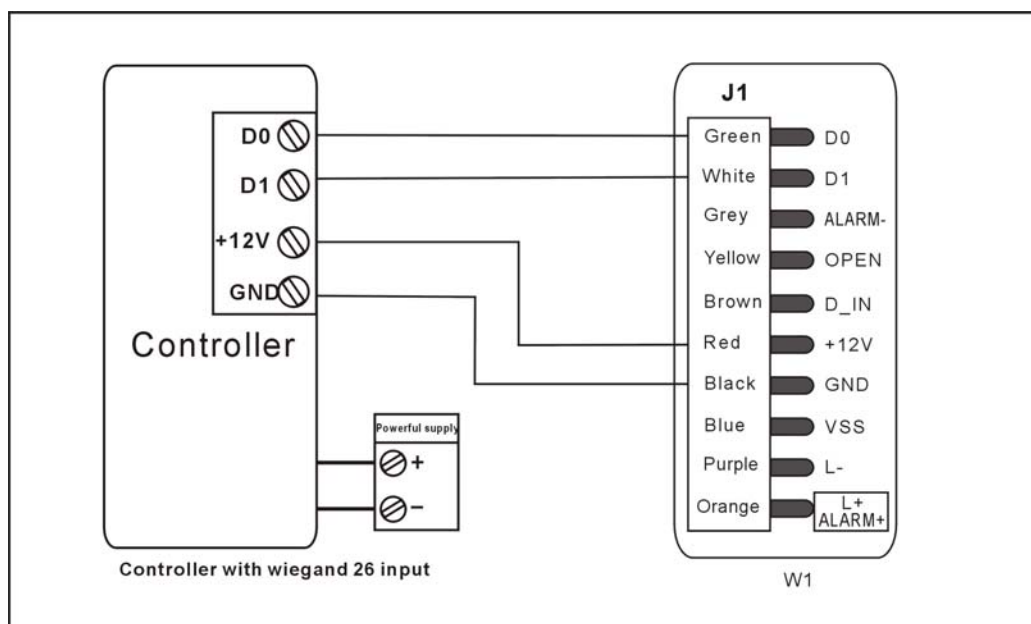 D0
D1
+12V
GND
Controller
Powerful supply
+
−
Controller with wiegand 26 input
J1
Green D0
White D1
Grey ALARM-
Yellow OPEN
Brown D_IN
Red +12V
Black GND
Blue VSS
Purple L-
Orange L+
ALARM+
W1